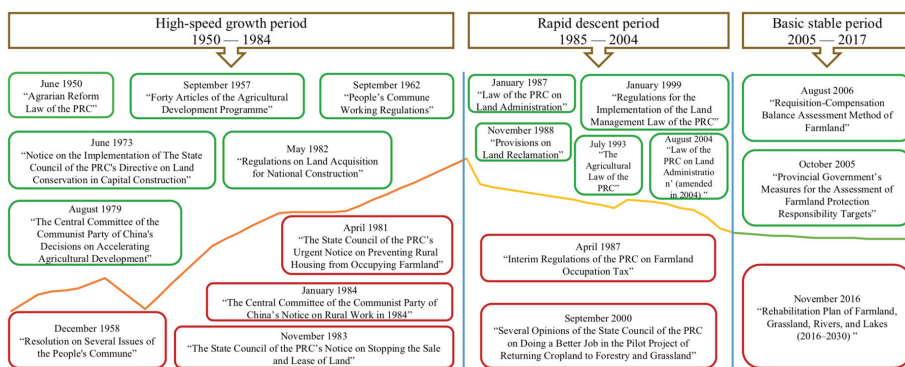 High-speed growth period
1950 — 1984
Rapid descent period
1985 — 2004
Basic stable period
2005 — 2017
June 1950
“Agrarian Reform
Law of the PRC”
September 1957
“Forty Articles of the Agricultural
Development Programme”
September 1962
“People’s Commune
Working Regulations”
June 1973
“Notice on the Implementation of The State
Council of the PRC's Directive on Land
Conservation in Capital Construction”
May 1982
“Regulations on Land Acquisition
for National Construction”
August 1979
“The Central Committee of the
Communist Party of China's
Decisions on Accelerating
Agricultural Development”
April 1981
“The State Council of the PRC’s
Urgent Notice on Preventing Rural
Housing from Occupying Farmland”
January 1984
“The Central Committee of the Communist Party of
China’s Notice on Rural Work in 1984”
December 1958
“Resolution on Several Issues of
the People's Commune”
November 1983
“The State Council of the PRC’s Notice on Stopping the Sale
and Lease of Land”
January 1987
“Law of the PRC on
Land Administration”
January 1999
“Regulations for the
Implementation of the Land
Management Law of the PRC”
November 1988
“Provisions on
Land Reclamation”
July 1993
“The
Agricultural
Law of the
PRC”
August 2004
“Law of the
PRC on Land
Administratio
n’ (amended
in 2004) ”
April 1987
“Interim Regulations of the PRC on Farmland
Occupation Tax”
September 2000
“Several Opinions of the State Council of the PRC
on Doing a Better Job in the Pilot Project of
Returning Cropland to Forestry and Grassland”
August 2006
“Requisition-Compensation
Balance Assessment Method of
Farmland”
October 2005
“Provincial Government’s
Measures for the Assessment of
Farmland Protection
Responsibility Targets”
November 2016
“Rehabilitation Plan of Farmland,
Grassland, Rivers, and Lakes
(2016–2030) ”